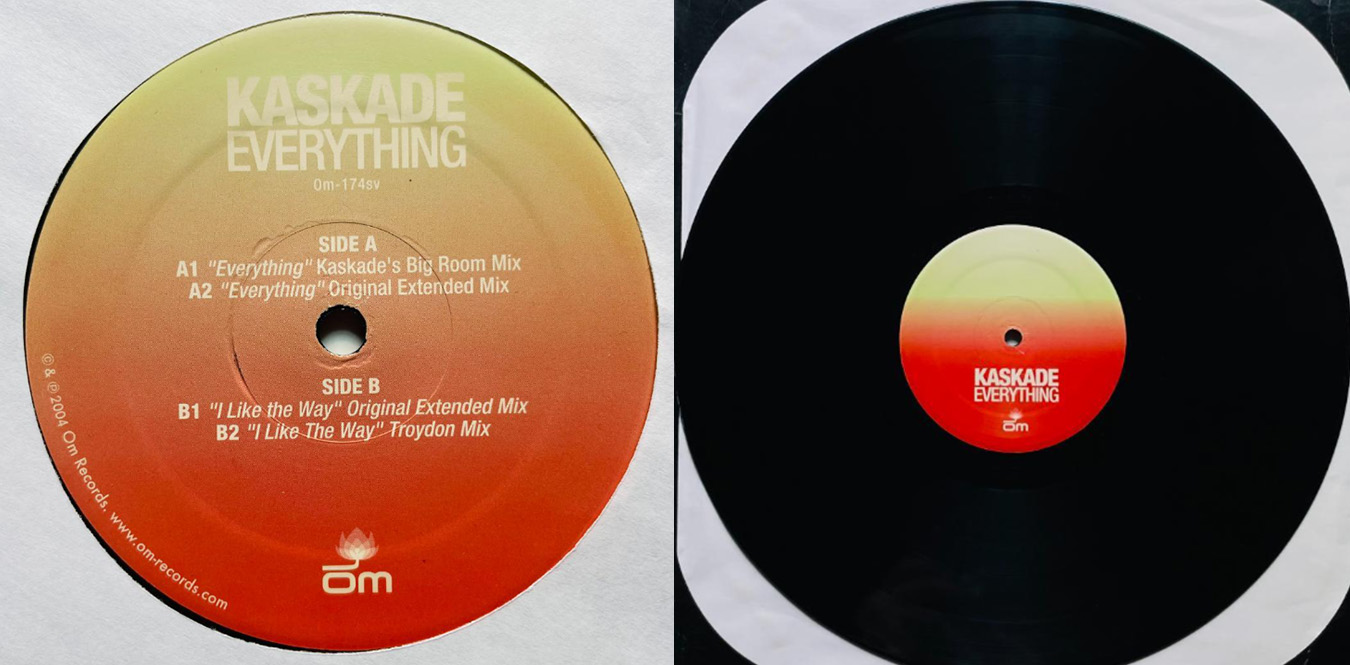 KASKADE
EVERYTHING
Om-174sv
SIDE A
A1 "Everything" Kaskade's Big Room Mix
A2 "Everything" Original Extended Mix
SIDE B
B1 "I Like the Way" Original Extended Mix
B2 "I Like The Way" Troydon Mix
© & ℗ 2004 Om Records, www.om-records.com
Om
KASKADE
EVERYTHING
Om